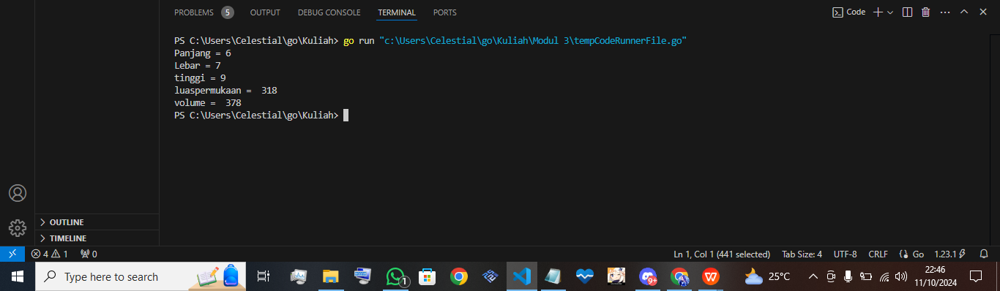 PROBLEMS 5 OUTPUT DEBUG CONSOLE TERMINAL PORTS Code
PS C:\Users\Celestial\go\Kuliah> go run "c:\Users\Celestial\go\Kuliah\Modul 3\tempCodeRunnerFile.go"
Panjang = 6
Lebar = 7
tinggi = 9
luaspermukaan =  318
volume =  378
PS C:\Users\Celestial\go\Kuliah>
OUTLINE
TIMELINE
4 1 0 Ln 1, Col 1 (441 selected) Tab Size: 4 UTF-8 CRLF Go 1.23.1
Type here to search 1 9+ W 25°C 22:46
11/10/2024